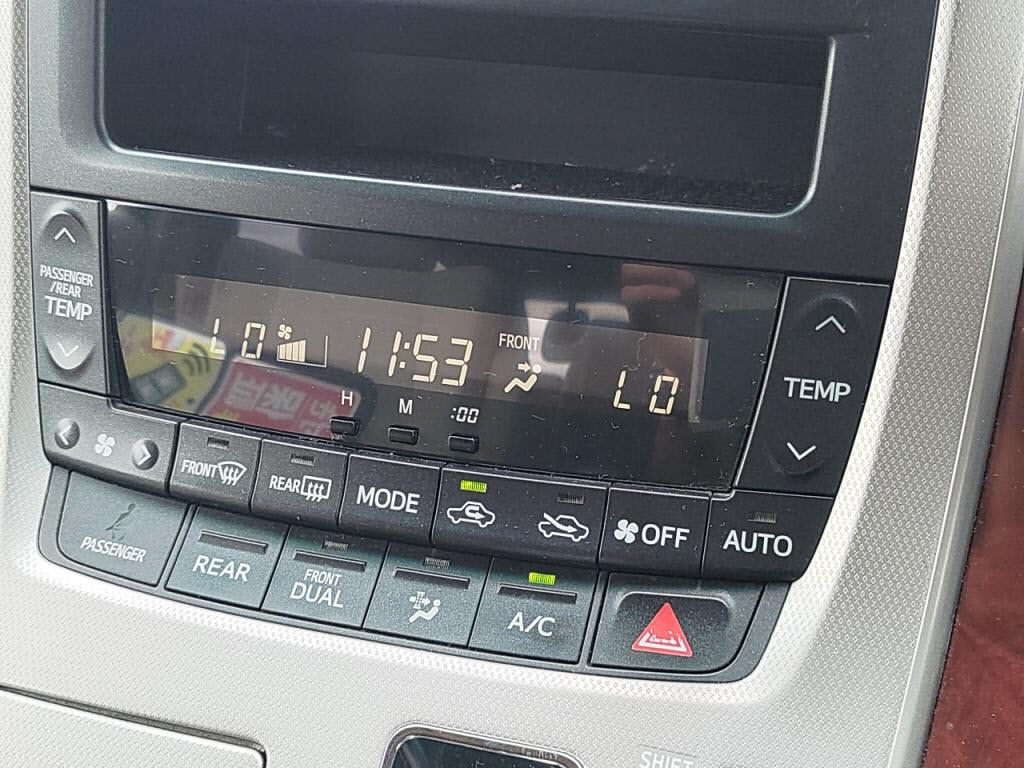 PASSENGER
/REAR
TEMP
LO
11:53
FRONT
LO
TEMP
H
M
:00
FRONT
REAR
MODE
OFF
AUTO
PASSENGER
REAR
FRONT
DUAL
A/C
SHIFT